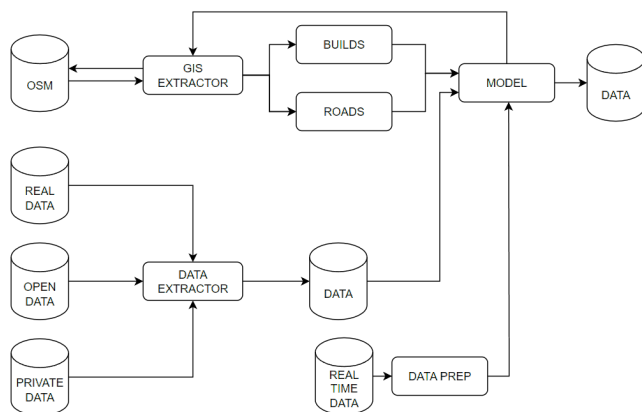 BUILDS
OSM
GIS
EXTRACTOR
MODEL
DATA
ROADS
REAL
DATA
OPEN
DATA
DATA
EXTRACTOR
DATA
PRIVATE
DATA
REAL
TIME
DATA
DATA PREP